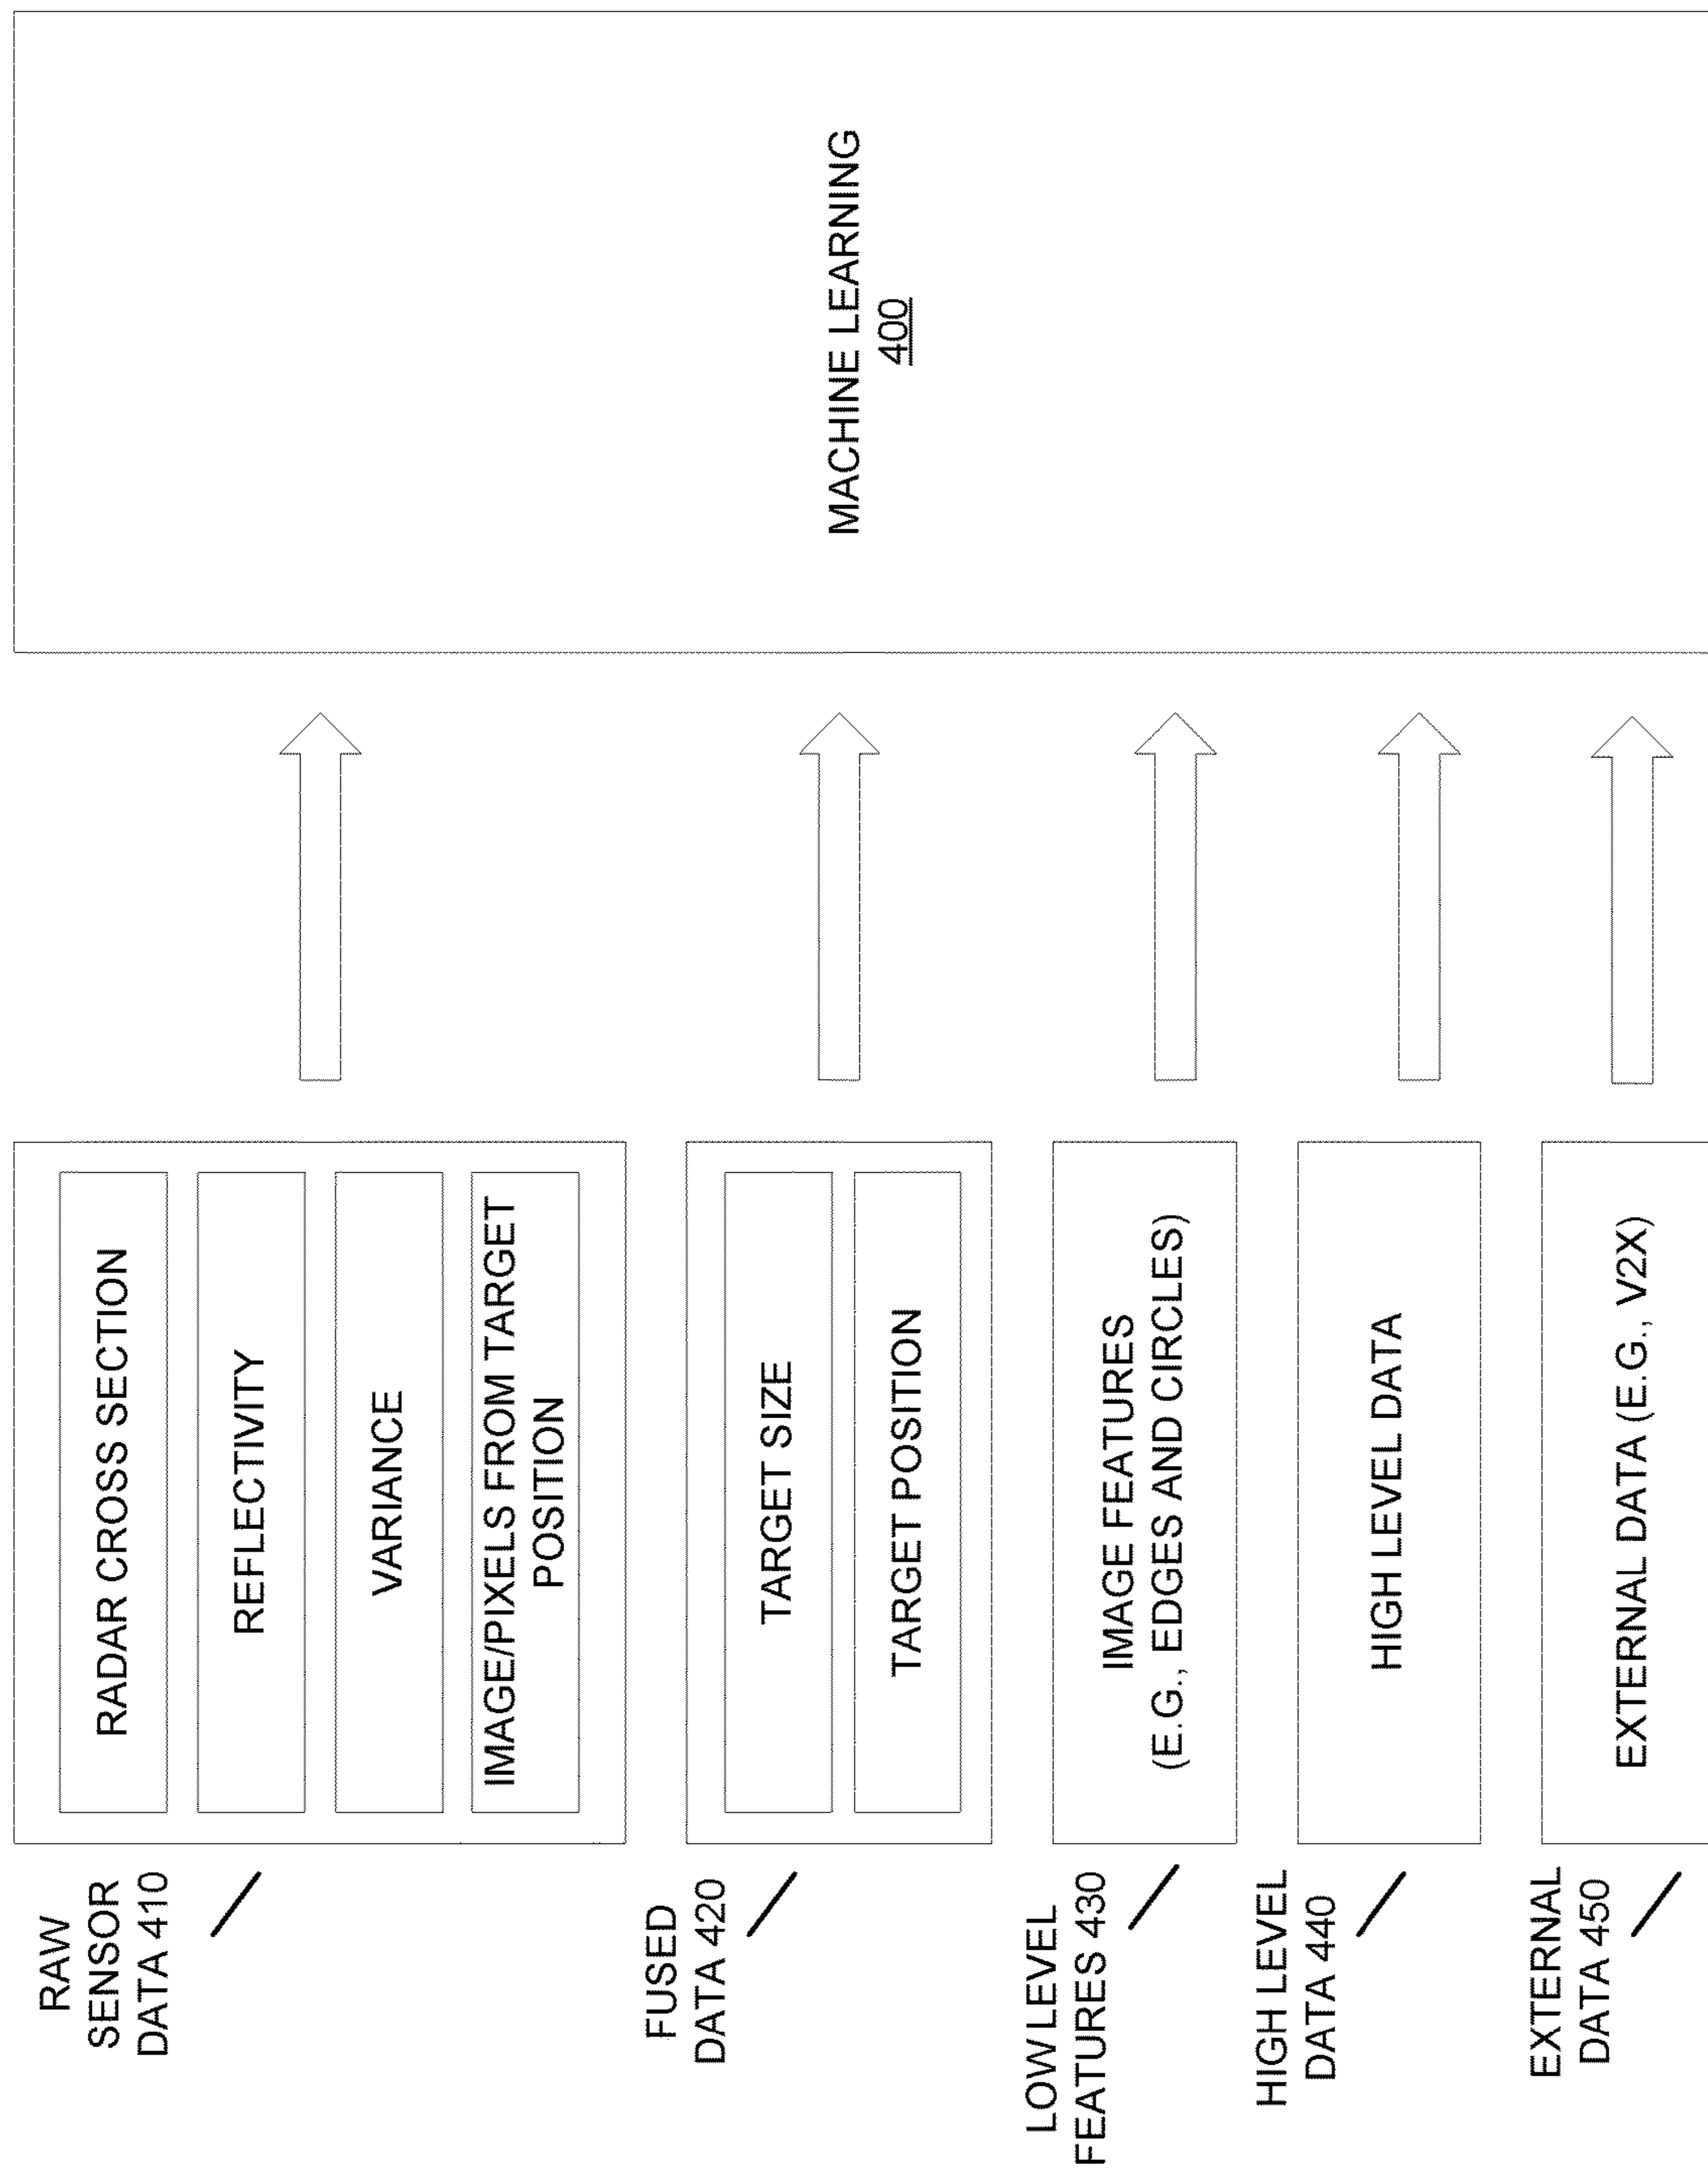 RAW
SENSOR
DATA 410
RADAR CROSS SECTION
REFLECTIVITY
VARIANCE
IMAGE/PIXELS FROM TARGET
POSITION
FUSED
DATA 420
TARGET SIZE
TARGET POSITION
LOW LEVEL
FEATURES 430
IMAGE FEATURES
(E.G., EDGES AND CIRCLES)
HIGH LEVEL
DATA 440
HIGH LEVEL DATA
EXTERNAL
DATA 450
EXTERNAL DATA (E.G., V2X)
MACHINE LEARNING
400